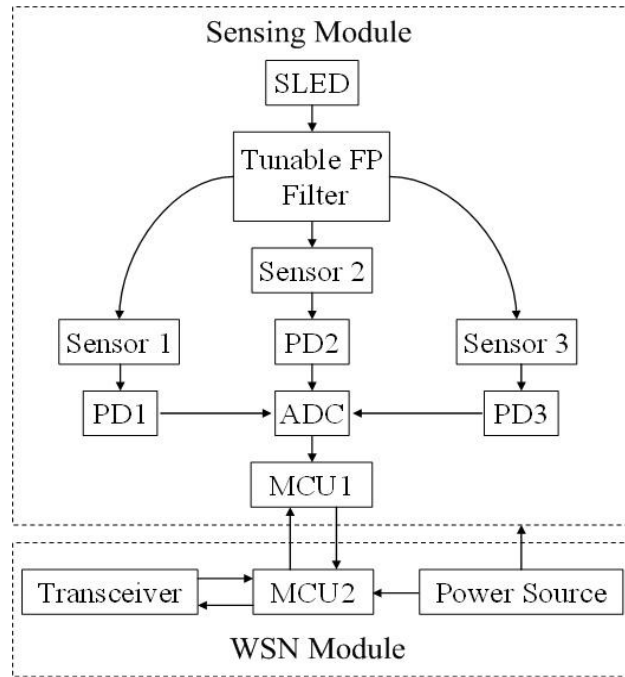 Sensing Module
SLED
Tunable FP
Filter
Sensor 2
Sensor 1
PD2
Sensor 3
PD1
ADC
PD3
MCU1
Transceiver
MCU2
Power Source
WSN Module